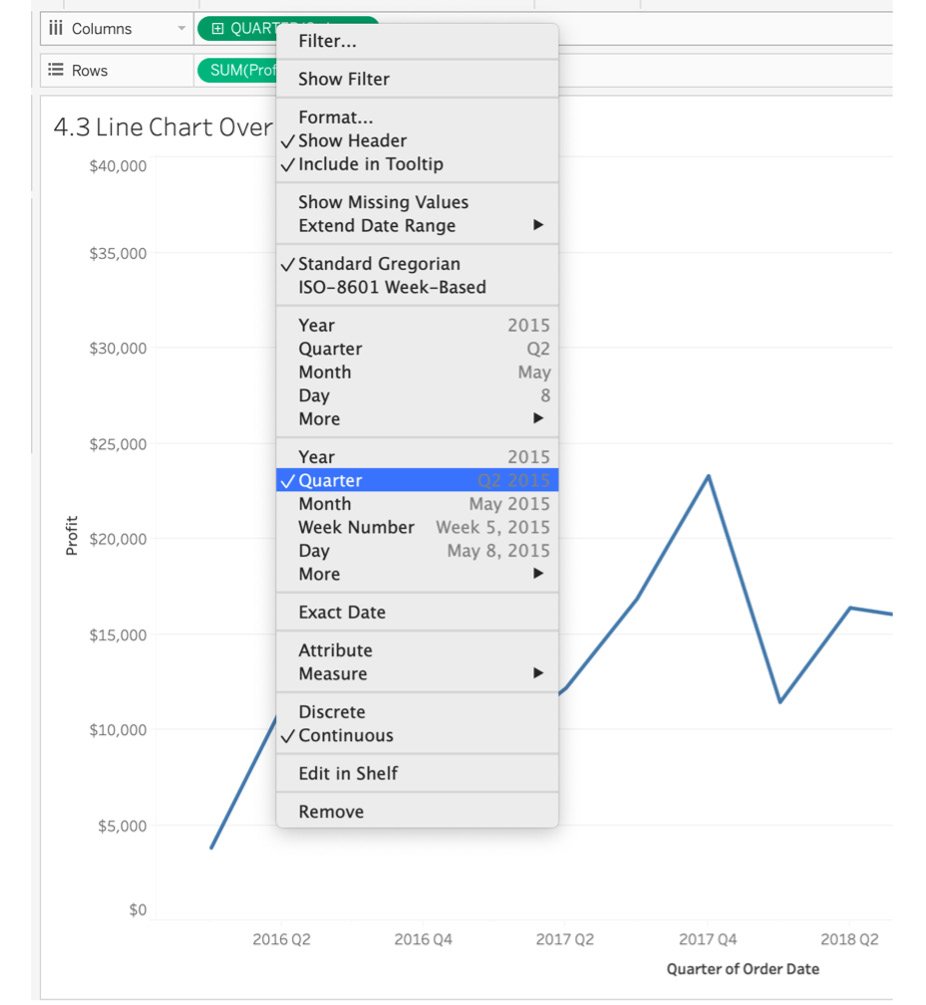 Columns
QUARTER
Rows
SUM(Prof
4.3 Line Chart Over
Filter...
Show Filter
Format...
✓ Show Header
✓ Include in Tooltip
Show Missing Values
Extend Date Range ▶
✓ Standard Gregorian
ISO-8601 Week-Based
Year 2015
Quarter Q2
Month May
Day 8
More ▶
Year 2015
✓ Quarter Q2 2015
Month May 2015
Week Number Week 5, 2015
Day May 8, 2015
More ▶
Exact Date
Attribute
Measure ▶
Discrete
✓ Continuous
Edit in Shelf
Remove
$40,000
$35,000
$30,000
$25,000
$20,000
$15,000
$10,000
$5,000
$0
Profit
2016 Q2 2016 Q4 2017 Q2 2017 Q4 2018 Q2
Quarter of Order Date